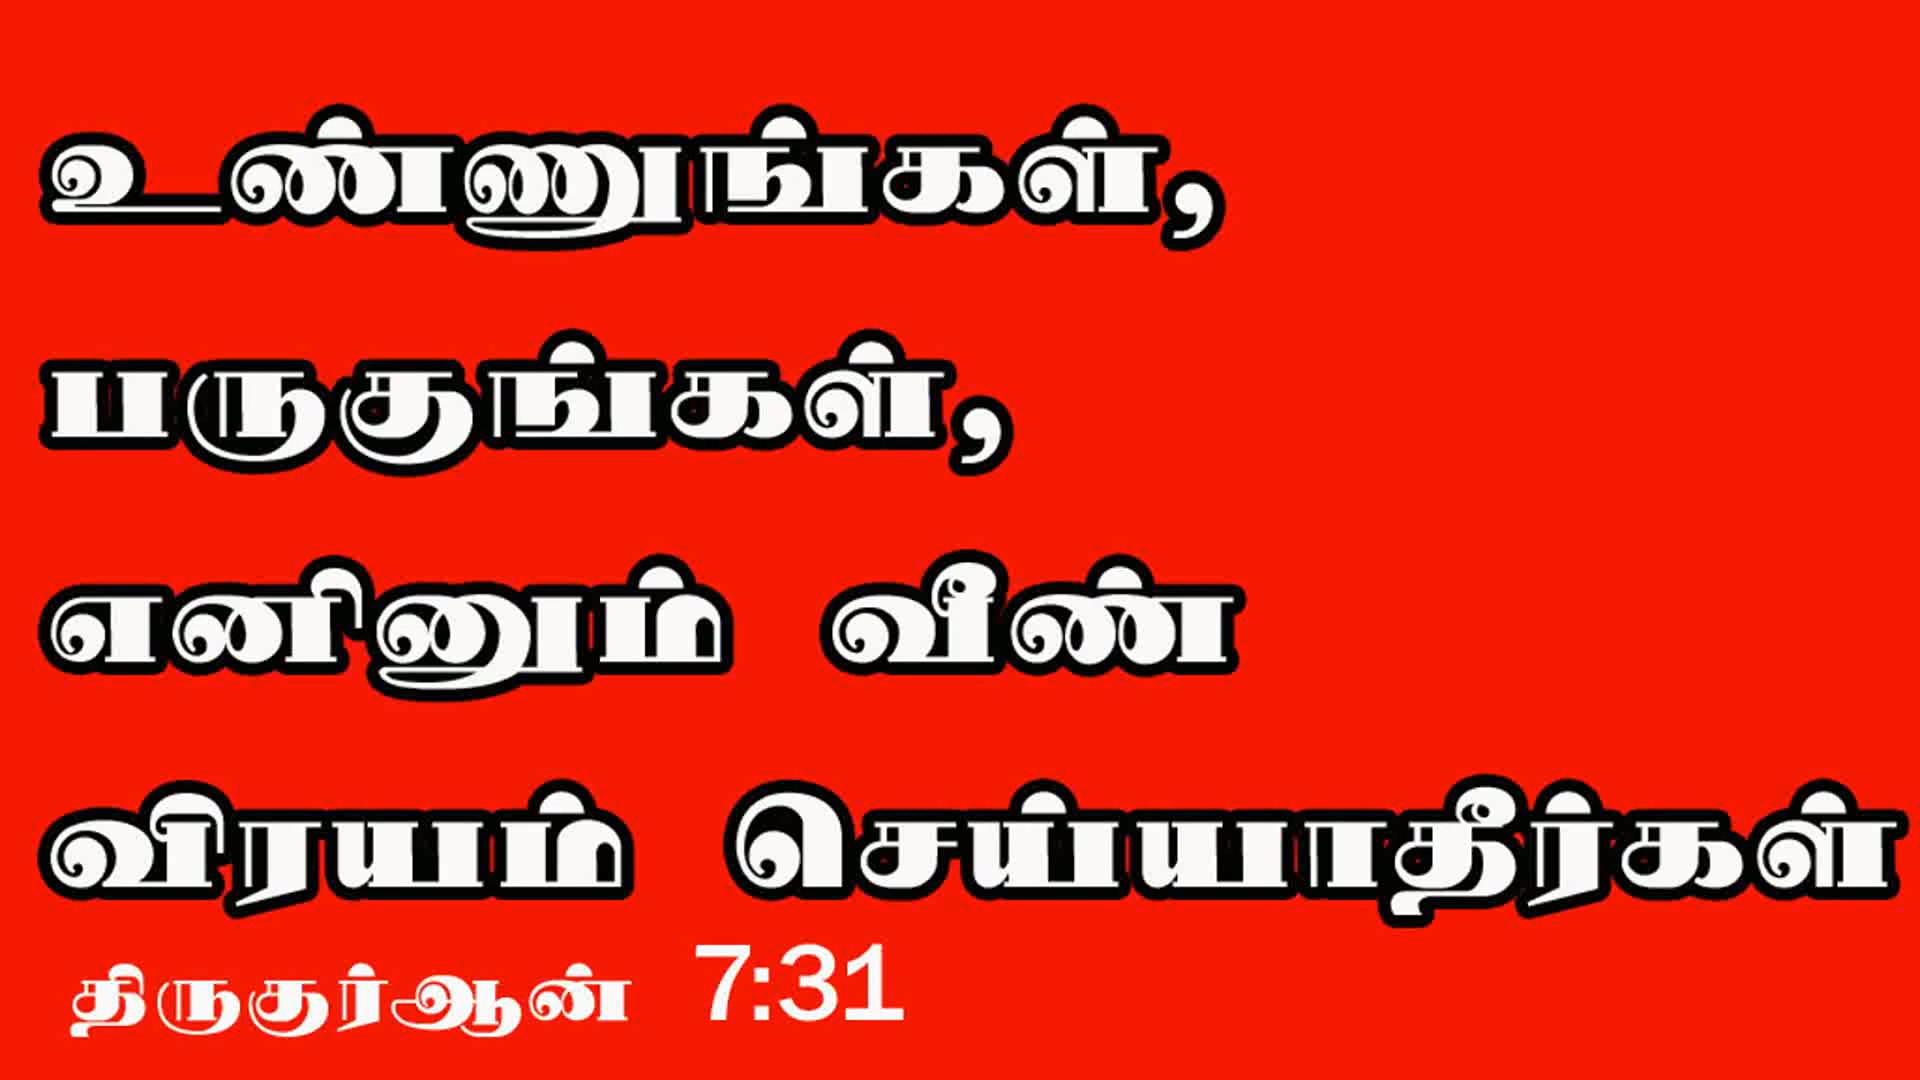 உண்ணுங்கள்,
பருகுங்கள்,
எனினும் வீண்
விரயம் செய்யாதீர்கள்
திருகுர்ஆன் 7:31